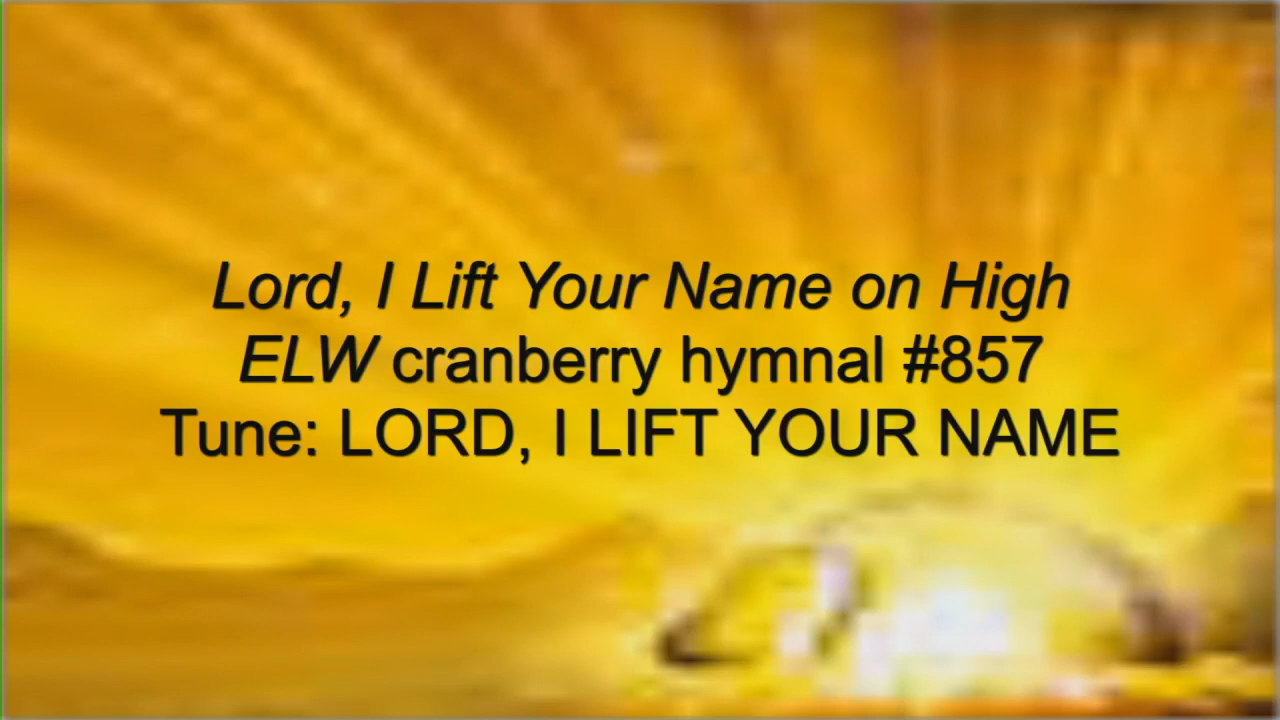 Lord, I Lift Your Name on High
ELW cranberry hymnal #857
Tune: LORD, I LIFT YOUR NAME